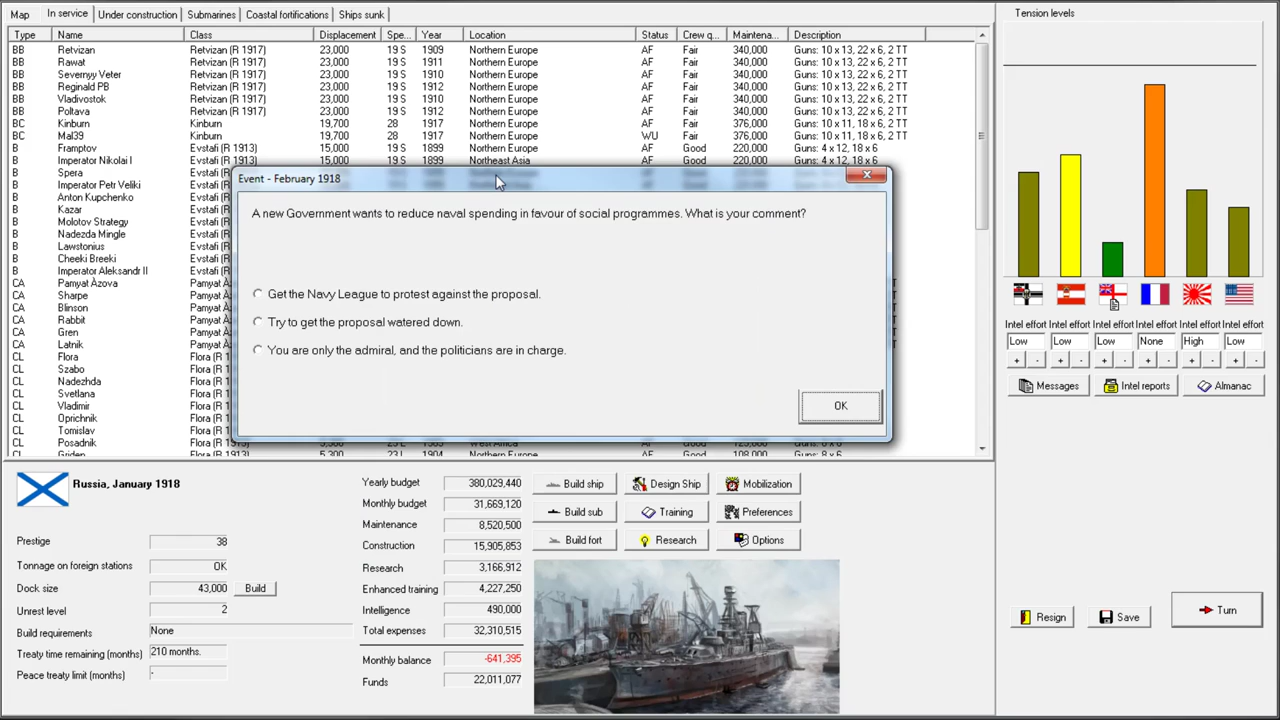 Map In service Under construction Submarines Coastal fortifications Ships sunk
Type Name Class Displacement Spe... Year Location Status Crew q... Maintena... Description
BB Retvizan Retvizan (R 1917) 23,000 19 S 1909 Northern Europe AF Fair 340,000 Guns: 10 x 13, 22 x 6, 2 TT
BB Rawat Retvizan (R 1917) 23,000 19 S 1911 Northern Europe AF Fair 340,000 Guns: 10 x 13, 22 x 6, 2 TT
BB Severnyy Veter Retvizan (R 1917) 23,000 19 S 1912 Northern Europe AF Fair 340,000 Guns: 10 x 13, 22 x 6, 2 TT
BB Reginald PB Retvizan (R 1917) 23,000 19 S 1912 Northern Europe AF Fair 340,000 Guns: 10 x 13, 22 x 6, 2 TT
BB Vladivostok Retvizan (R 1917) 23,000 19 S 1911 Northern Europe AF Fair 340,000 Guns: 10 x 13, 22 x 6, 2 TT
BB Poltava Retvizan (R 1917) 23,000 19 S 1912 Northern Europe AF Fair 340,000 Guns: 10 x 13, 22 x 6, 2 TT
BC Kinburn Kinburn 19,700 28 1917 Northern Europe AF Fair 376,000 Guns: 10 x 11, 18 x 6, 2 TT
BC Mal39 Kinburn 19,700 28 1917 Northern Europe WU Fair 376,000 Guns: 10 x 11, 18 x 6, 2 TT
B Framptov Evstafi (R 1913) 15,000 19 S 1899 Northern Europe AF Good 220,000 Guns: 4 x 12, 18 x 6
B Imperator Nikolai I Evstafi (R 1913) 15,000 19 S 1899 Northeast Asia AF Good 220,000 Guns: 4 x 12, 18 x 6
B Spera
B Imperator Petr Veliki
B Anton Kupchenko
B Kazar
B Molotov Strategy
B Nadezda Mingle
B Lawstonius
B Cheeki Breeki
B Imperator Aleksandr II
CA Pamyat Àzova
CA Sharpe
CA Blinson
CA Rabbit
CA Gren
CA Latnik
CL Flora
CL Szabo
CL Nadezhda
CL Svetlana
CL Vladimir
CL Oprichnik
CL Tomislav
CL Posadnik
CL Griden 5,300 23 L 1904 Northern Europe AF Good 108,000 Guns: 8 x 6
Event - February 1918
A new Government wants to reduce naval spending in favour of social programmes. What is your comment?
Get the Navy League to protest against the proposal.
Try to get the proposal watered down.
You are only the admiral, and the politicians are in charge.
OK
Tension levels
Intel effort Intel effort Intel effort Intel effort Intel effort Intel effort
Low Low Low None High Low
+ - + - + - + - + - + -
Messages Intel reports Almanac
Russia, January 1918
Prestige 38
Tonnage on foreign stations OK
Dock size 43,000 Build
Unrest level 2
Build requirements None
Treaty time remaining (months) 210 months.
Peace treaty limit (months) -
Yearly budget 380,029,440
Monthly budget 31,669,120
Maintenance 8,520,500
Construction 15,905,853
Research 3,166,912
Enhanced training 4,227,250
Intelligence 490,000
Total expenses 32,310,515
Monthly balance -641,395
Funds 22,011,077
Build ship Design Ship Mobilization
Build sub Training Preferences
Build fort Research Options
Resign Save Turn